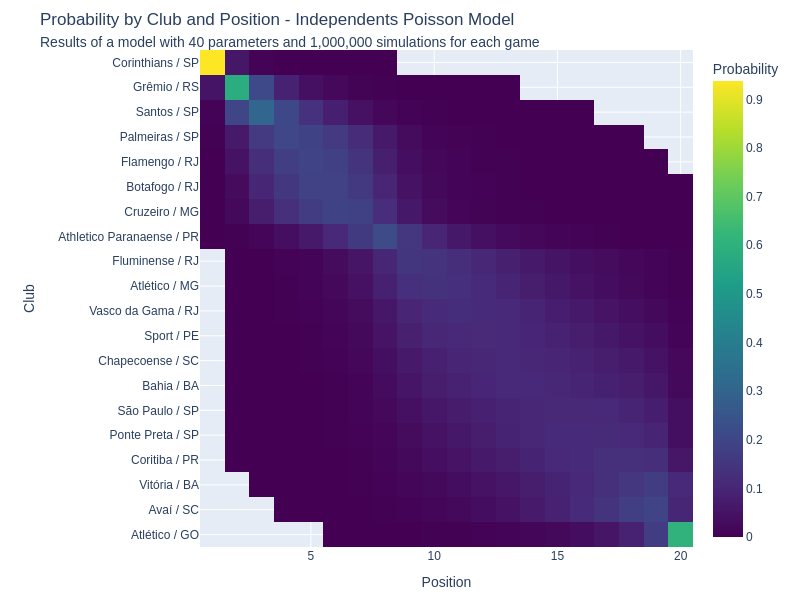 Probability by Club and Position - Independents Poisson Model
Results of a model with 40 parameters and 1,000,000 simulations for each game
Probability
Corinthians / SP
Grêmio / RS
Santos / SP
Palmeiras / SP
Flamengo / RJ
Botafogo / RJ
Cruzeiro / MG
Athletico Paranaense / PR
Fluminense / RJ
Atlético / MG
Vasco da Gama / RJ
Sport / PE
Chapecoense / SC
Bahia / BA
São Paulo / SP
Ponte Preta / SP
Coritiba / PR
Vitória / BA
Avaí / SC
Atlético / GO
Club
5
10
15
20
Position
0.9
0.8
0.7
0.6
0.5
0.4
0.3
0.2
0.1
0